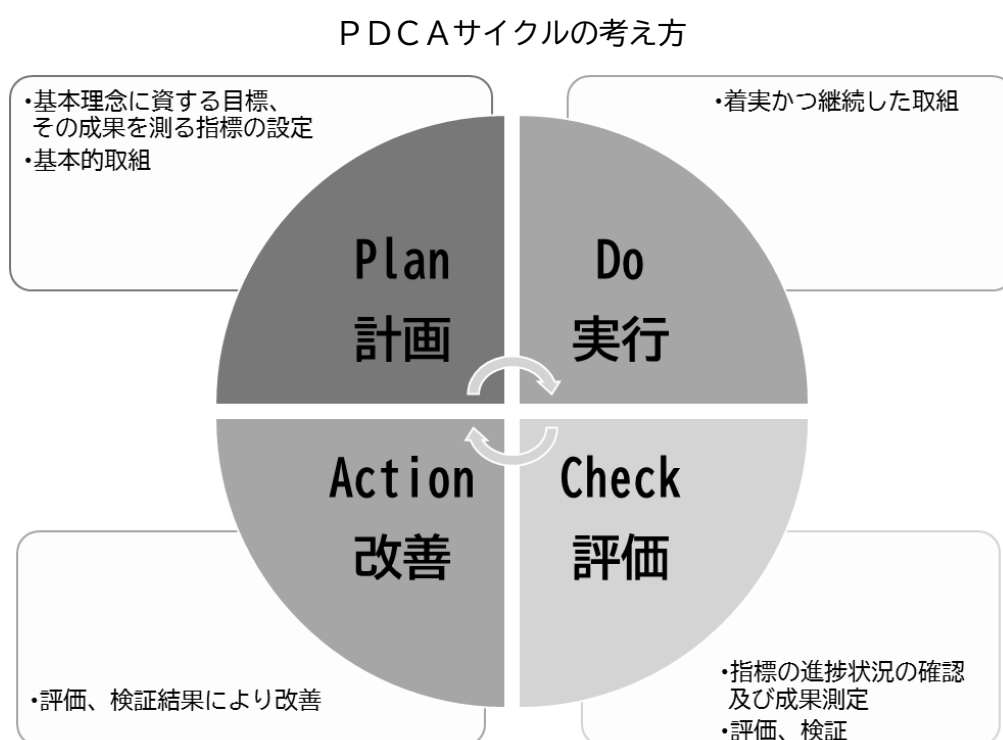 ＰＤＣＡサイクルの考え方
・基本理念に資する目標、
その成果を測る指標の設定
・基本的取組
・着実かつ継続した取組
Plan
計画
Do
実行
Action
改善
Check
評価
・評価、検証結果により改善
・指標の進捗状況の確認
及び成果測定
・評価、検証